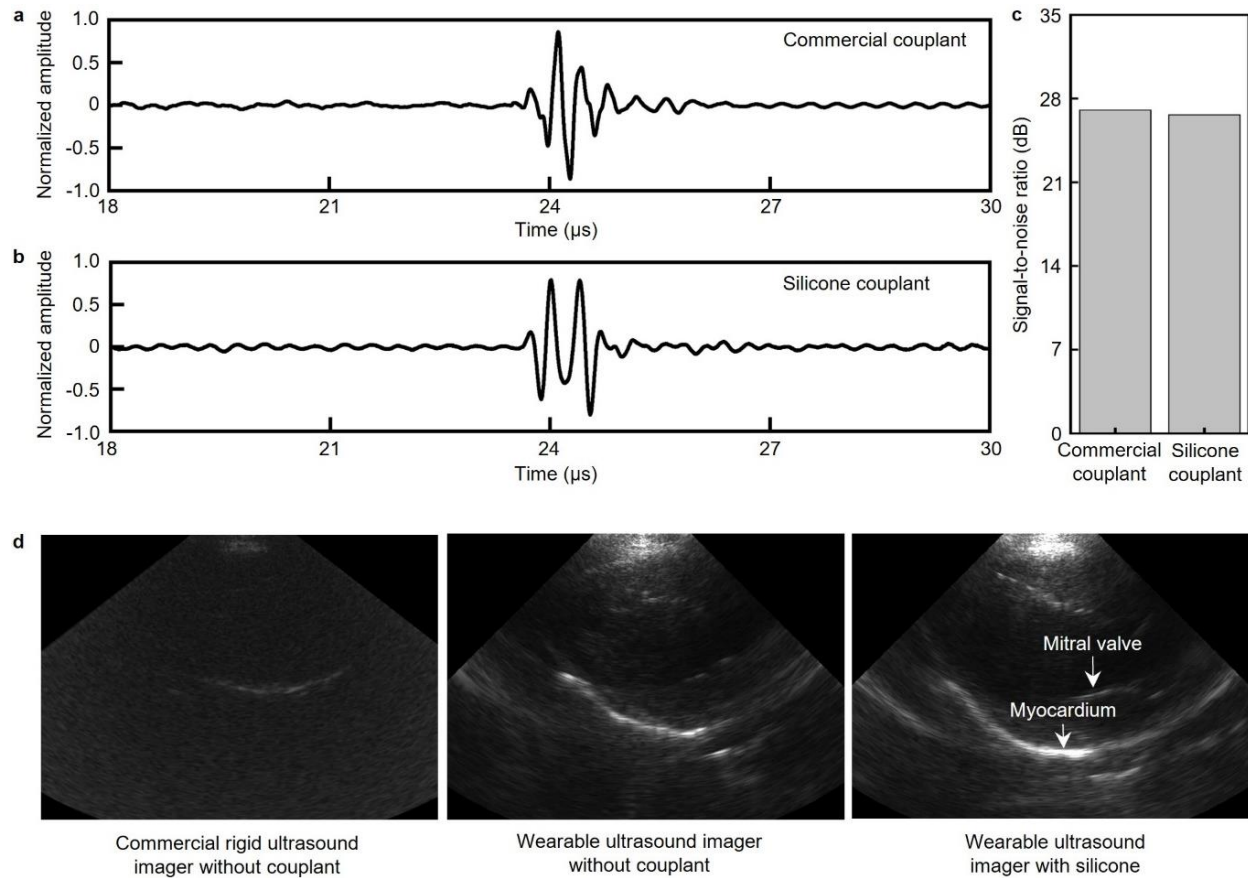 a
Normalized amplitude
1.0
0.5
0
-0.5
-1.0
Commercial couplant
18
21
24
27
30
Time (µs)
b
Normalized amplitude
1.0
0.5
0
-0.5
-1.0
Silicone couplant
18
21
24
27
30
Time (µs)
c
Signal-to-noise ratio (dB)
35
28
21
14
7
0
Commercial
couplant
Silicone
couplant
d
Mitral valve
Myocardium
Commercial rigid ultrasound
imager without couplant
Wearable ultrasound imager
without couplant
Wearable ultrasound
imager with silicone